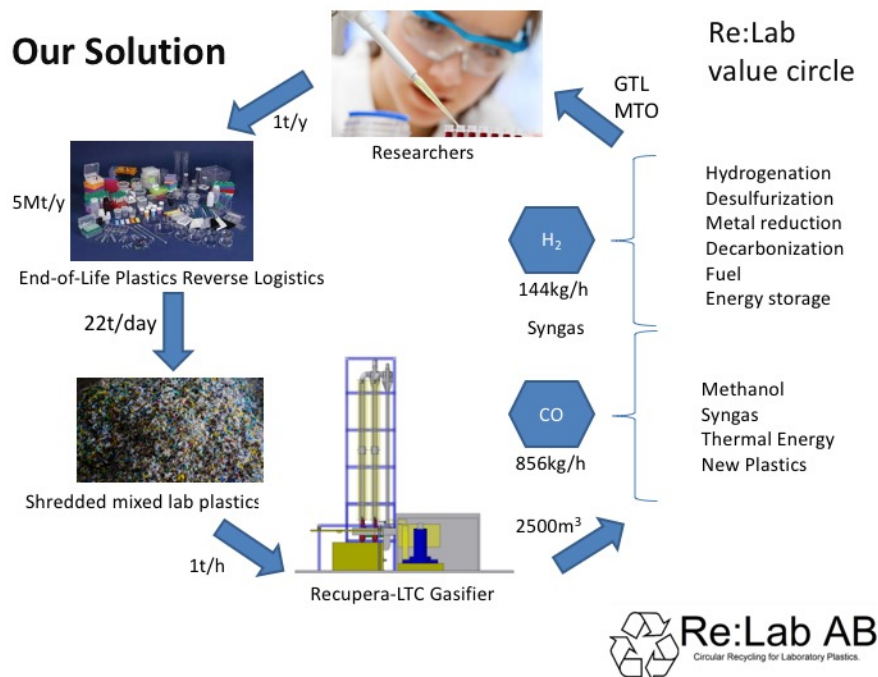 Our Solution
Re:Lab
value circle
GTL
MTO
1t/y
Researchers
5Mt/y
End-of-Life Plastics Reverse Logistics
22t/day
Shredded mixed lab plastics
1t/h
Recupera-LTC Gasifier
2500m³
H₂
144kg/h
Syngas
CO
856kg/h
Hydrogenation
Desulfurization
Metal reduction
Decarbonization
Fuel
Energy storage
Methanol
Syngas
Thermal Energy
New Plastics
Re:Lab AB
Circular Recycling for Laboratory Plastics.